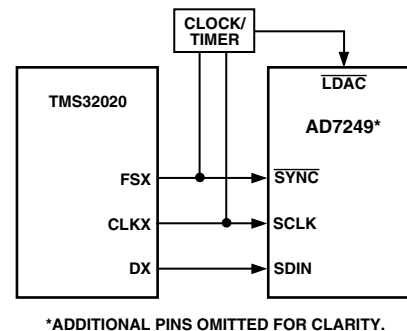 CLOCK/
TIMER
TMS32020
LDAC
AD7249*
FSX
SYNC
CLKX
SCLK
DX
SDIN
*ADDITIONAL PINS OMITTED FOR CLARITY.